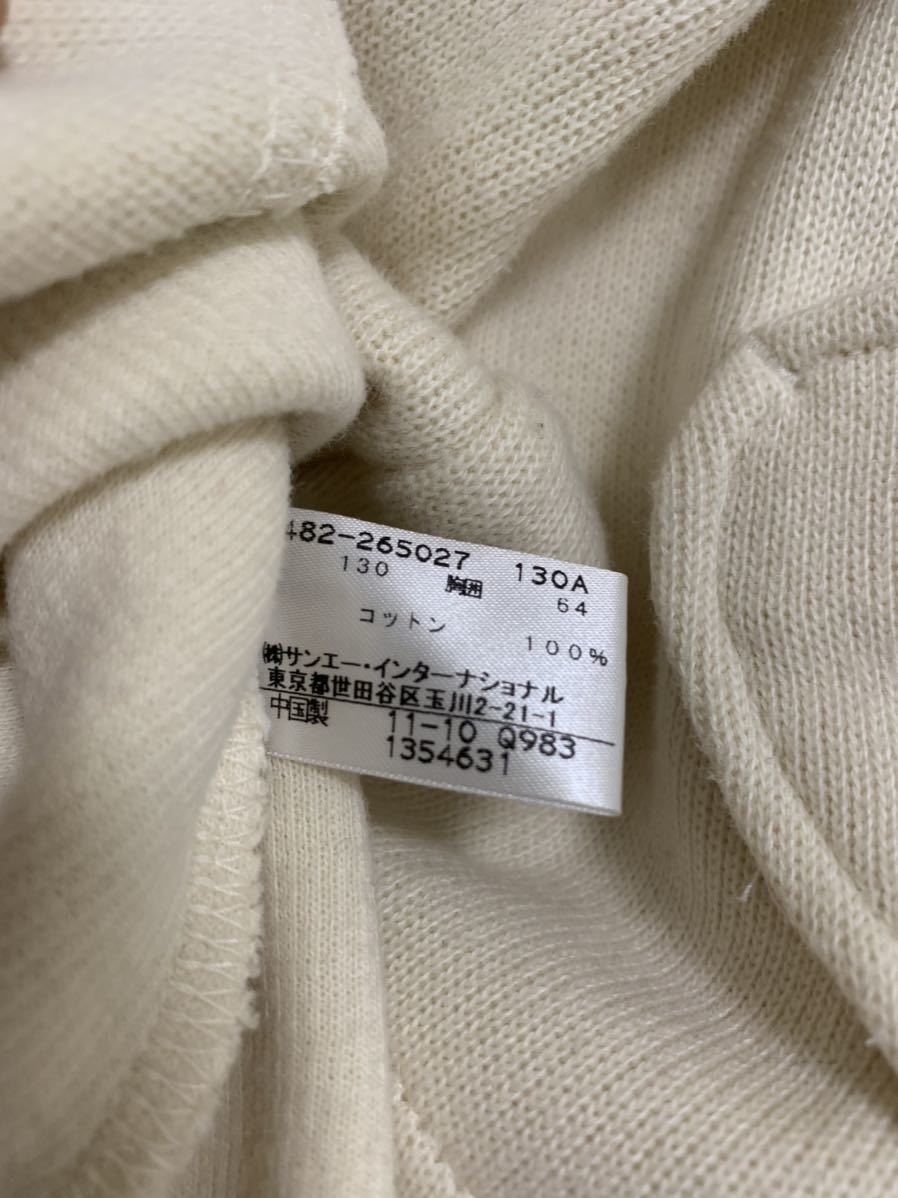 482-265027 130A
130 胸囲 64
コットン 100%
㈱サンエー・インターナショナル
東京都世田谷区玉川2-21-1
中国製 11-10 Q983
1354631